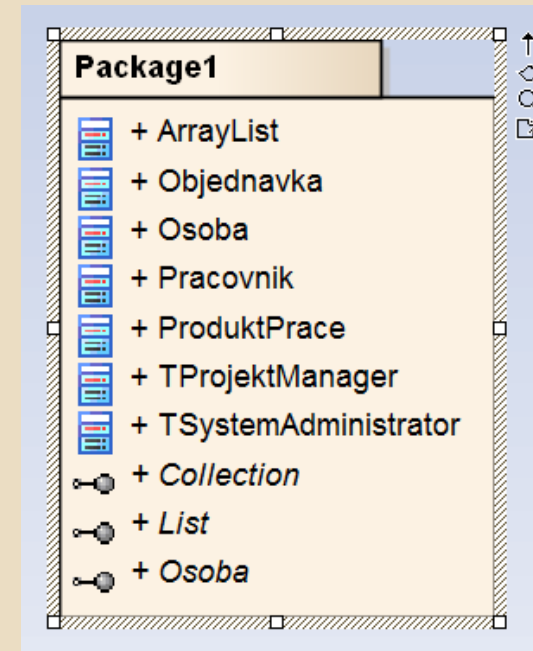 Package1
+ ArrayList
+ Objednavka
+ Osoba
+ Pracovnik
+ ProduktPrace
+ TProjektManager
+ TSystemAdministrator
+ Collection
+ List
+ Osoba